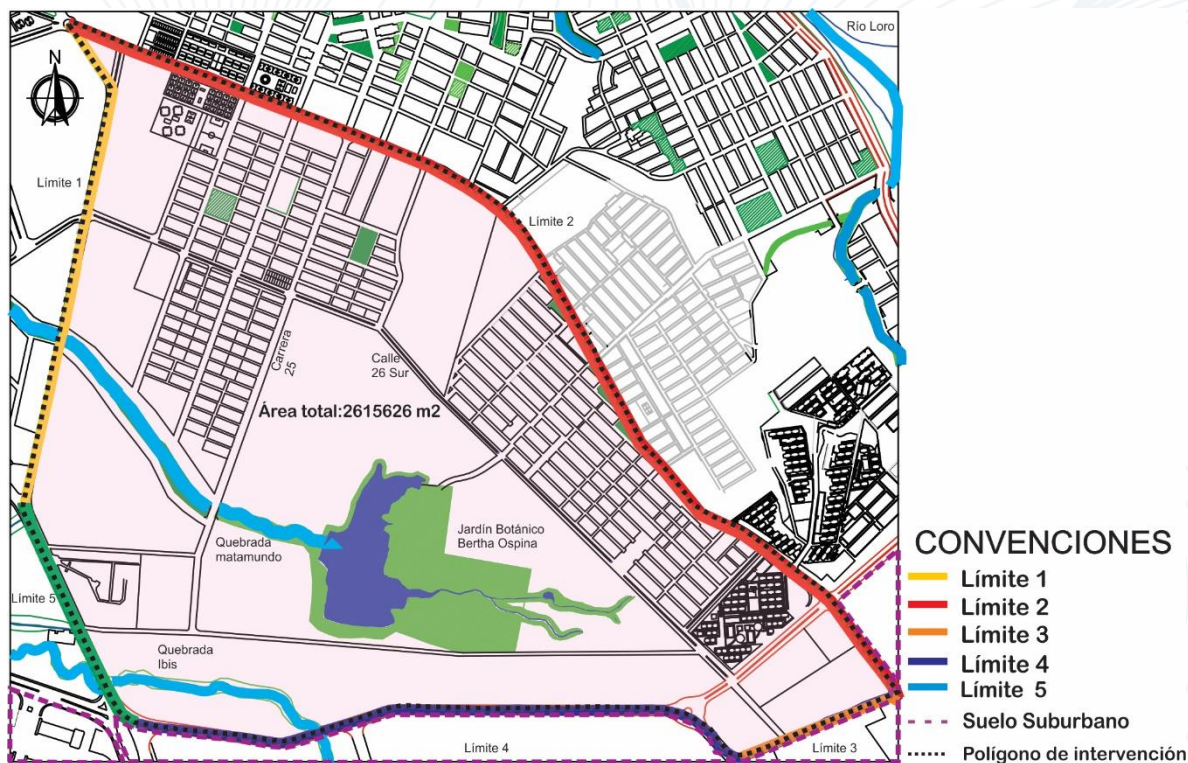 Río Loro
N
Límite 1
Límite 2
Carrera
25
Calle
26 Sur
Área total:2615626 m2
Quebrada
matamundo
Jardín Botánico
Bertha Ospina
Límite 5
Quebrada
Ibis
Límite 4
Límite 3
CONVENCIONES
Límite 1
Límite 2
Límite 3
Límite 4
Límite 5
Suelo Suburbano
Polígono de intervención